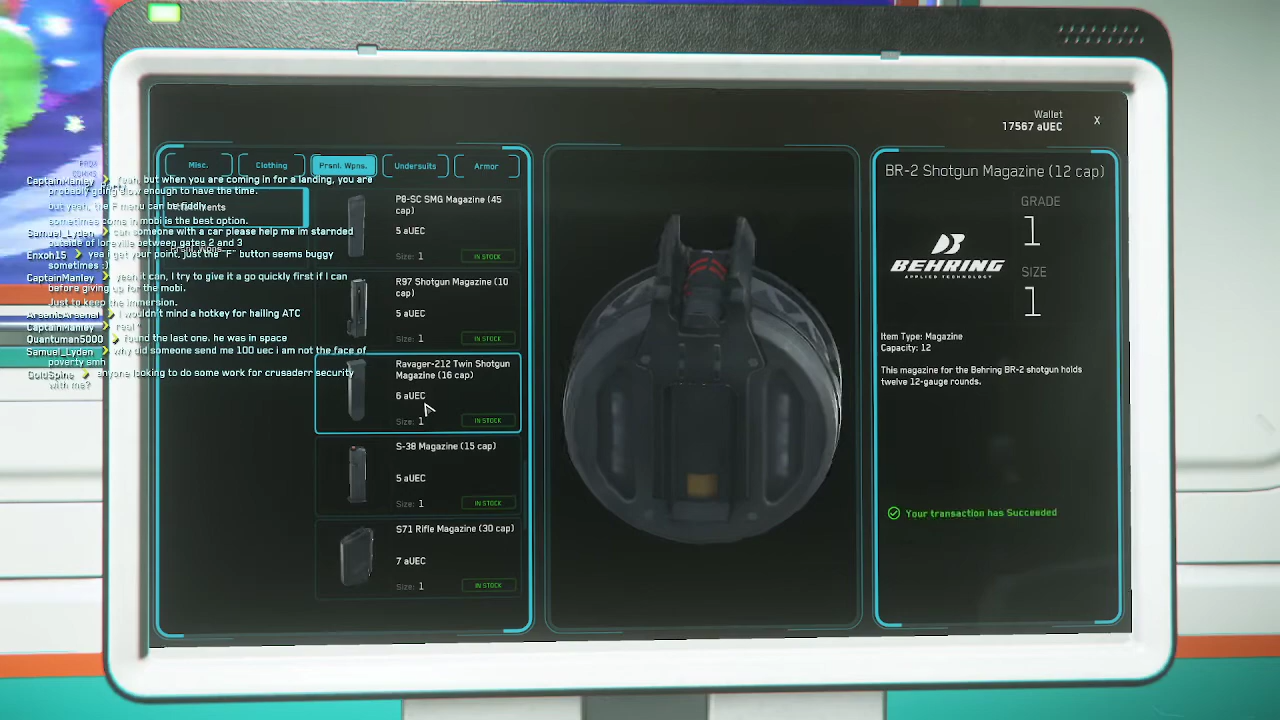 Wallet
17567 aUEC
X
Misc.
Clothing
Prsnl. Wpns.
Undersuits
Armor
CaptainManley > Yeah, but when you are coming in for a landing, you are
probably going slow enough to have the time.
but yeah, the F menu can be fiddly.
sometimes coms in mobi is the best option.
Samuel_Lyden > can someone with a car please help me im starnded
outside of loreville between gates 2 and 3
Enxoh15 > yea i get your point, just the "F" button seems buggy
sometimes :)
CaptainManley > yeah it can, I try to give it a go quickly first if I can
before giving up for the mobi.
Just to keep the immersion.
ArsenicArsenal > I wouldn't mind a hotkey for hailing ATC
CaptainManley > real
Quantuman5000 > found the last one. he was in space
Samuel_Lyden > why did someone send me 100 uec i am not the face of
poverty smh
GoldSpine > anyone looking to do some work for crusaderr security
with me?
P8-SC SMG Magazine (45
cap)
5 aUEC
Size: 1
IN STOCK
R97 Shotgun Magazine (10
cap)
5 aUEC
Size: 1
IN STOCK
Ravager-212 Twin Shotgun
Magazine (16 cap)
6 aUEC
Size: 1
IN STOCK
S-38 Magazine (15 cap)
5 aUEC
Size: 1
IN STOCK
S71 Rifle Magazine (30 cap)
7 aUEC
Size: 1
IN STOCK
BR-2 Shotgun Magazine (12 cap)
GRADE
1
BEHRING
APPLIED TECHNOLOGY
SIZE
1
Item Type: Magazine
Capacity: 12
This magazine for the Behring BR-2 shotgun holds
twelve 12-gauge rounds.
Your transaction has Succeeded